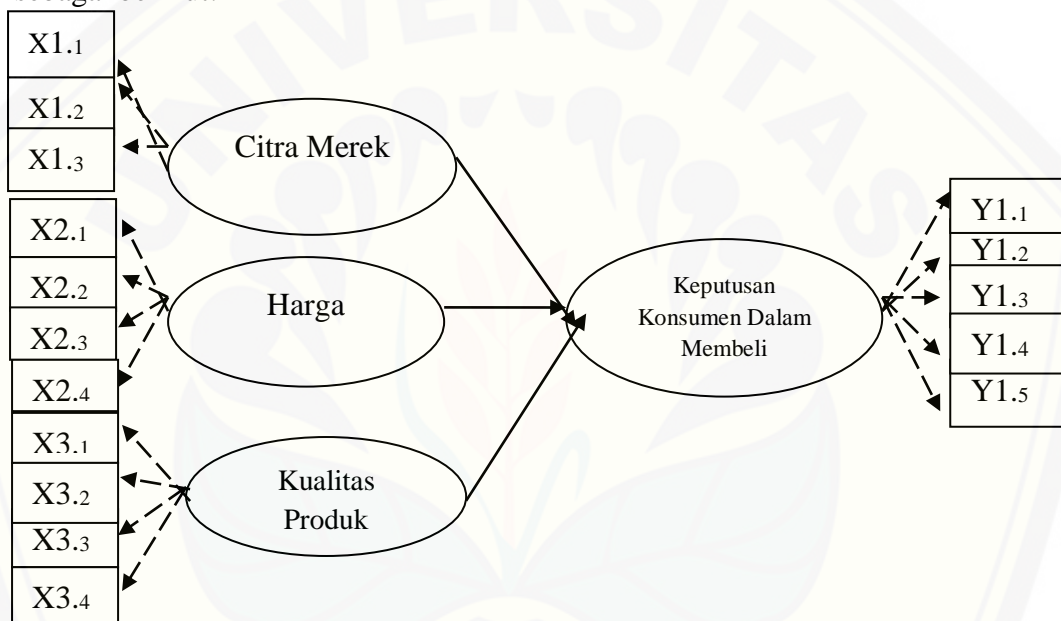 X1.1
X1.2
X1.3
X2.1
X2.2
X2.3
X2.4
X3.1
X3.2
X3.3
X3.4
Citra Merek
Harga
Kualitas
Produk
Keputusan
Konsumen Dalam
Membeli
Y1.1
Y1.2
Y1.3
Y1.4
Y1.5
UNIVERSITAS